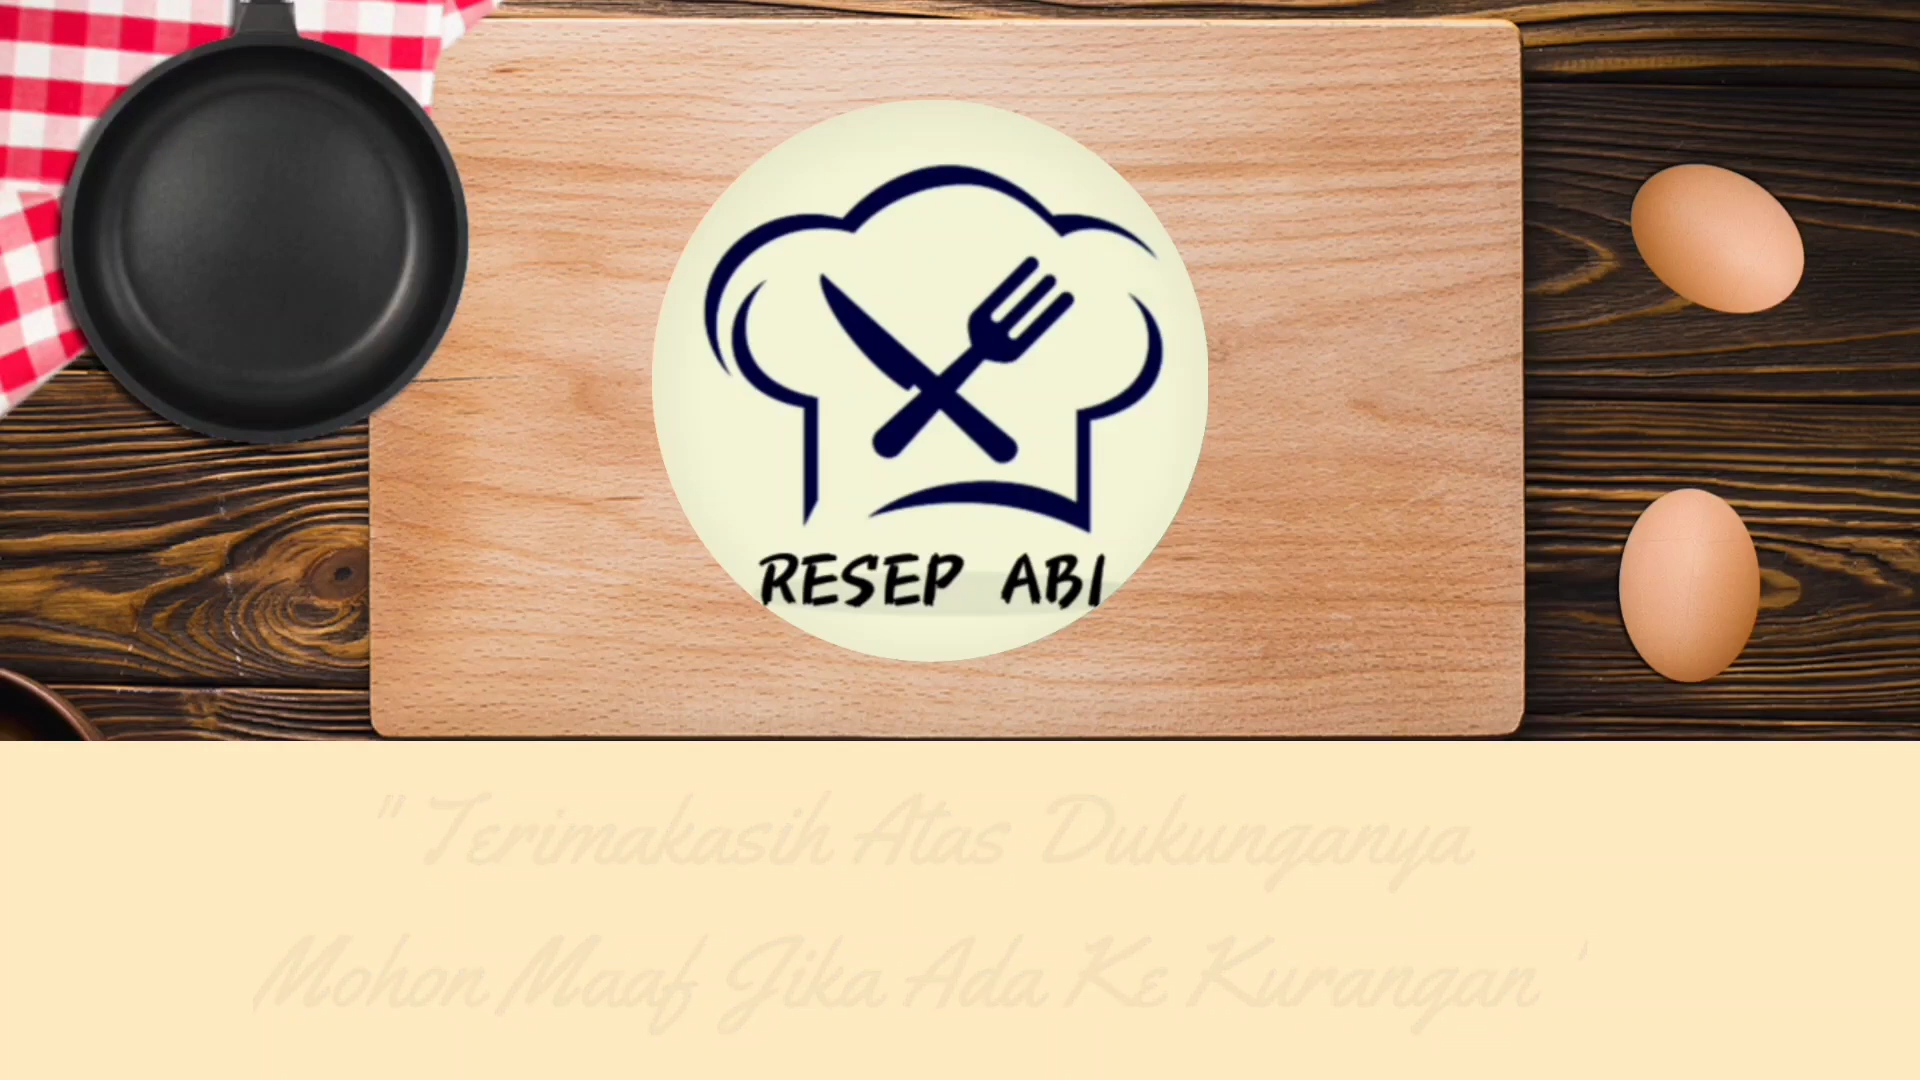 RESEP ABI
" Terimakasih Atas Dukunganya
Mohon Maaf Jika Ada Ke Kurangan '